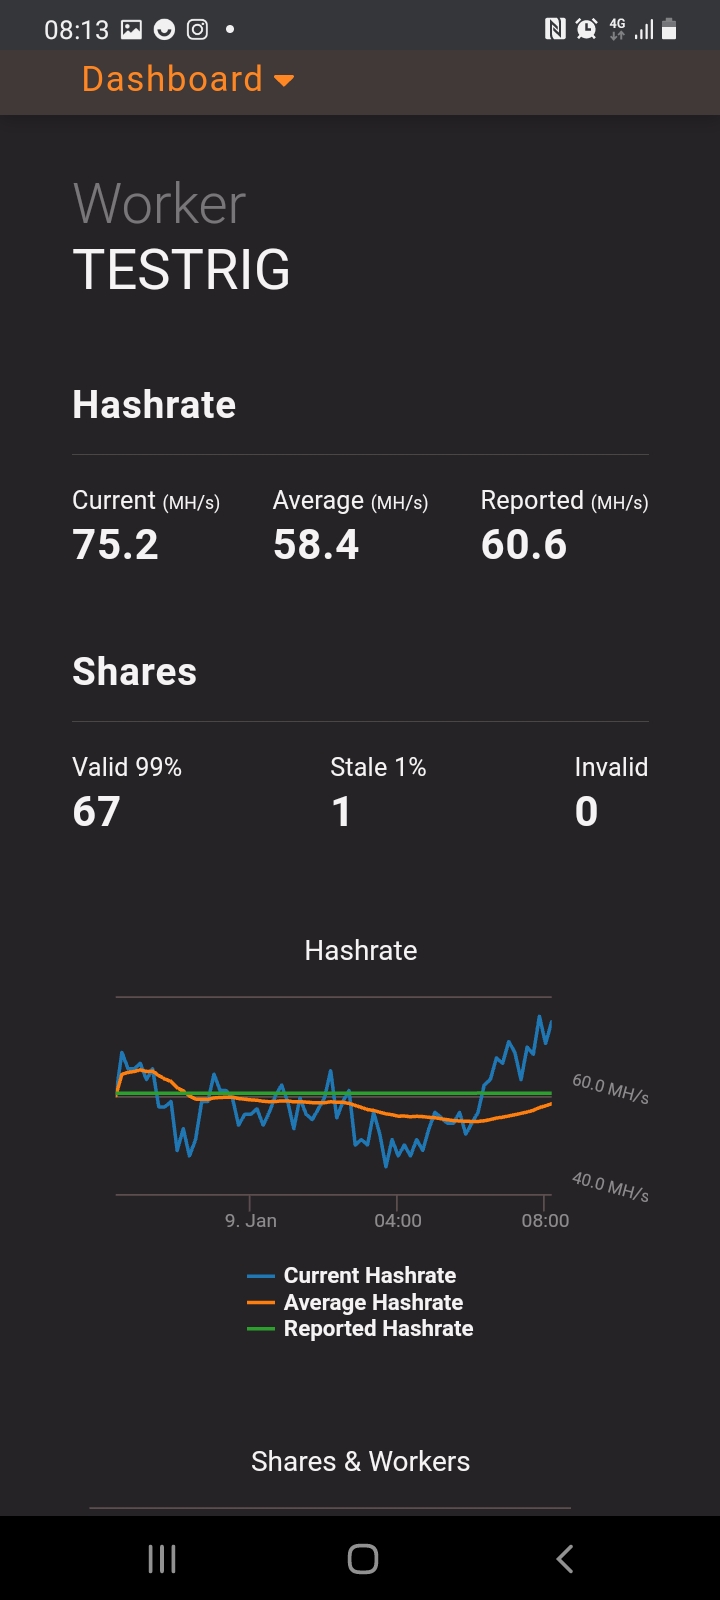 08:13
4G
Dashboard
Worker
TESTRIG
Hashrate
Current (MH/s) Average (MH/s) Reported (MH/s)
75.2 58.4 60.6
Shares
Valid 99% Stale 1% Invalid
67 1 0
Hashrate
60.0 MH/s
40.0 MH/s
9. Jan 04:00 08:00
Current Hashrate
Average Hashrate
Reported Hashrate
Shares & Workers